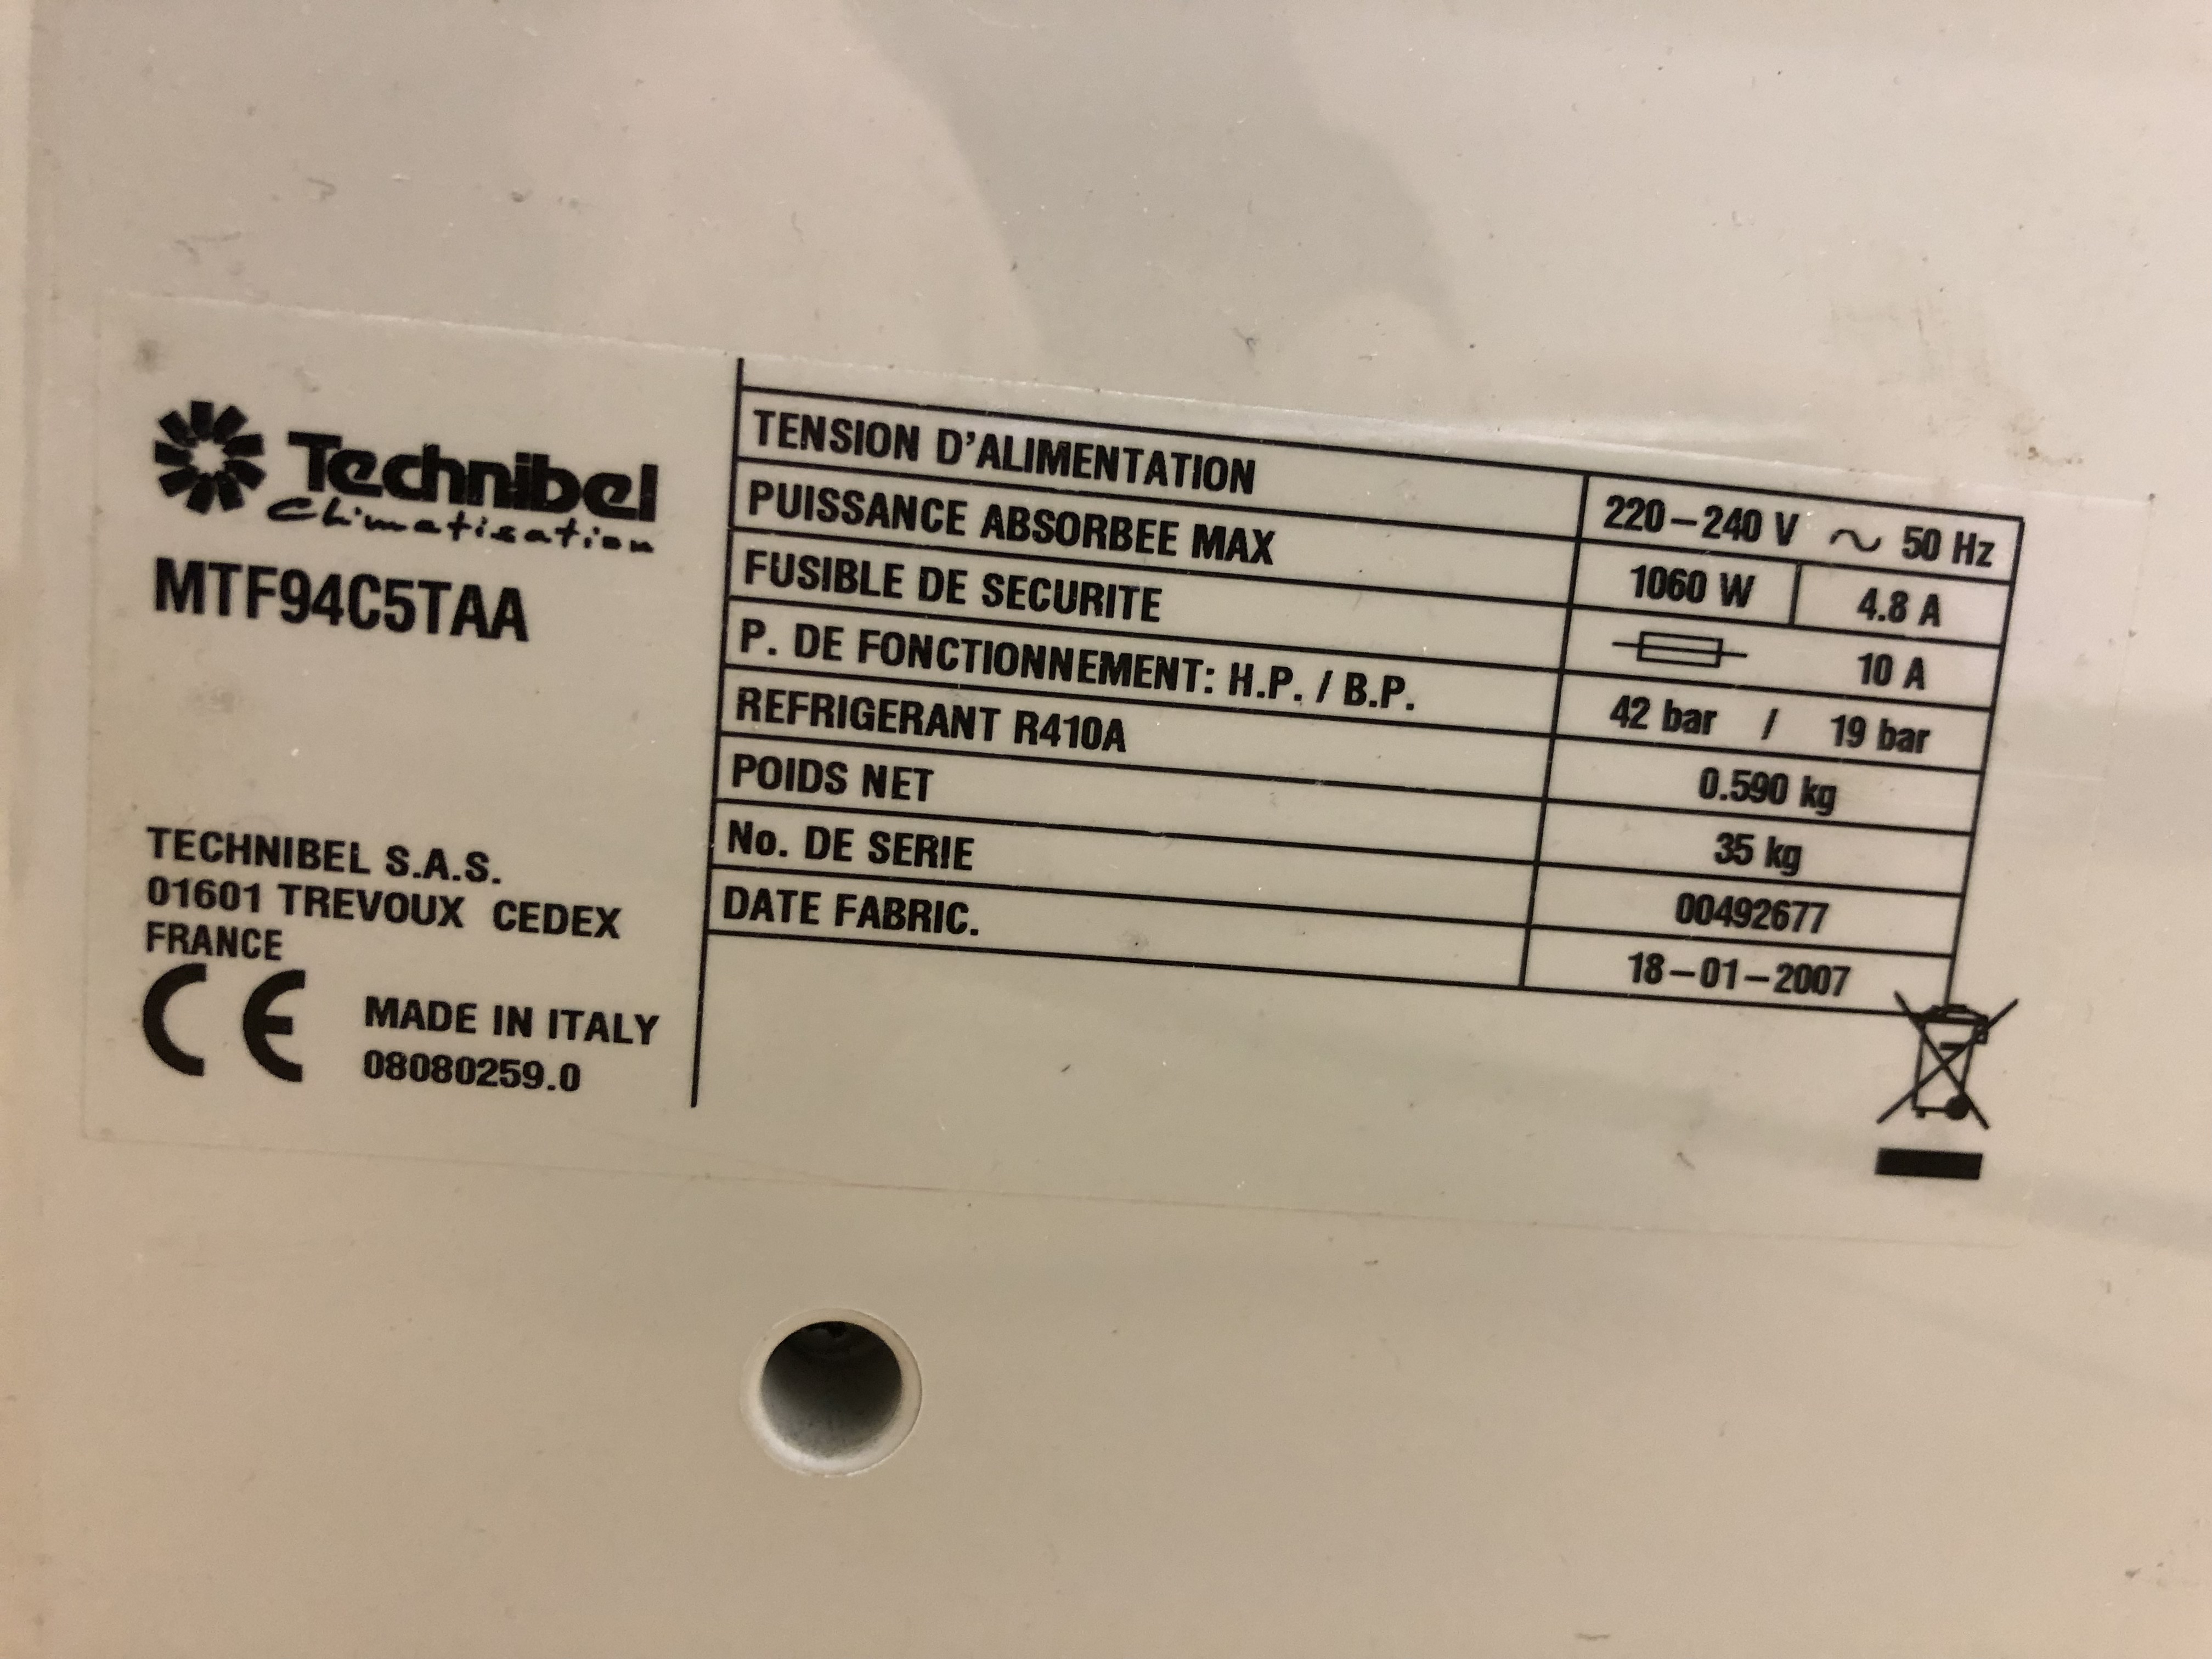 Technibel
Climatisation
MTF94C5TAA
TECHNIBEL S.A.S.
01601 TREVOUX CEDEX
FRANCE
CE MADE IN ITALY
08080259.0
TENSION D'ALIMENTATION 220-240 V ~ 50 Hz
PUISSANCE ABSORBEE MAX 1060 W 4.8 A
FUSIBLE DE SECURITE 10 A
P. DE FONCTIONNEMENT: H.P. / B.P. 42 bar / 19 bar
REFRIGERANT R410A 0.590 kg
POIDS NET 35 kg
No. DE SERIE 00492677
DATE FABRIC. 18-01-2007